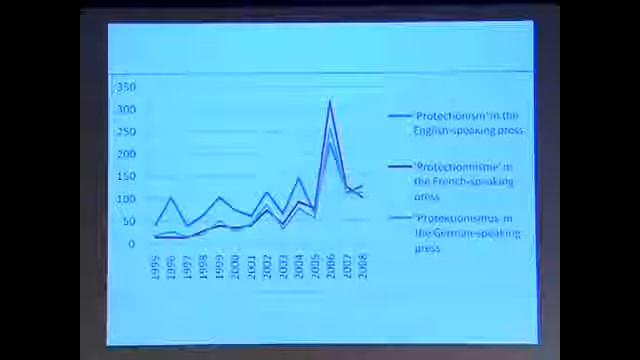 350
300
250
200
150
100
50
0
1995 1996 1997 1998 1999 2000 2001 2002 2003 2004 2005 2006 2007 2008
'Protectionism' in the
English-speaking press
'Protectionnisme' in
the French-speaking
press
'Protektionismus' in
the German-speaking
press